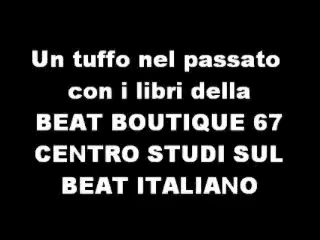 Un tuffo nel passato
con i libri della
BEAT BOUTIQUE 67
CENTRO STUDI SUL
BEAT ITALIANO